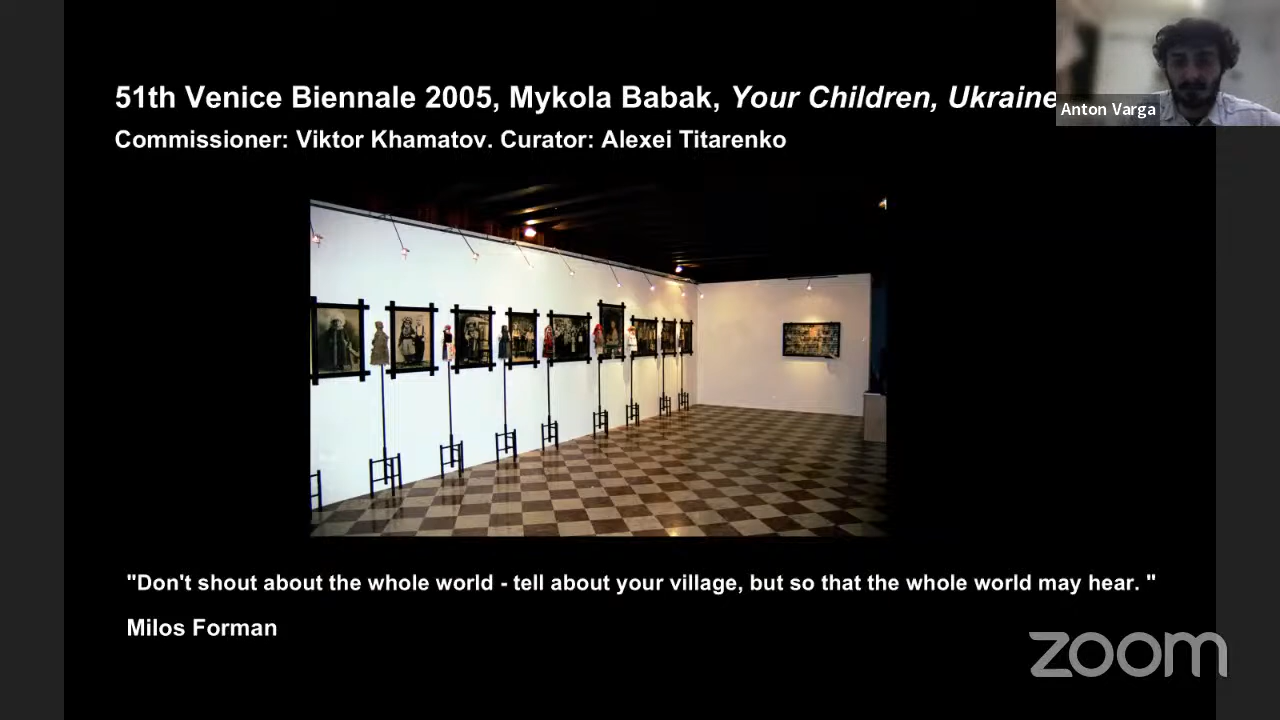 51th Venice Biennale 2005, Mykola Babak, Your Children, Ukraine
Commissioner: Viktor Khamatov. Curator: Alexei Titarenko
Anton Varga
"Don't shout about the whole world - tell about your village, but so that the whole world may hear. "
Milos Forman
zoom